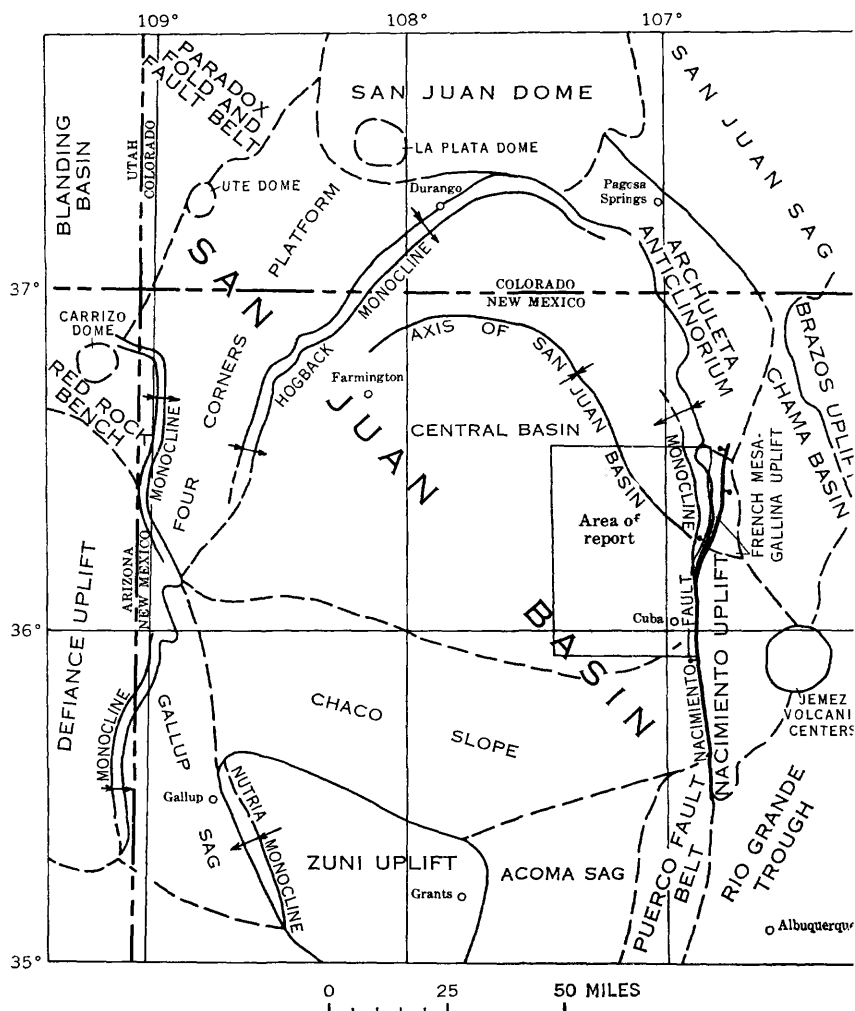 109°
108°
107°
PARADOX
FOLD AND
FAULT BELT
SAN JUAN DOME
SAN JUAN SAG
BLANDING
BASIN
UTAH
COLORADO
LA PLATA DOME
UTE DOME
Durango
Pagosa
Springs
SAN JUAN BASIN
FOUR CORNERS PLATFORM
HOGBACK MONOCLINE
ARCHULETA
ANTICLINORIUM
37°
COLORADO
NEW MEXICO
CARRIZO
DOME
AXIS OF SAN JUAN BASIN
BRAZOS UPLIF
CHAMA BASIN
RED ROCK
BENCH
MONOCLINE
Farmington
CENTRAL BASIN
MONOCLINE
Area of
report
FRENCH MESA-
GALLINA UPLIFT
ARIZONA
NEW MEXICO
DEFIANCE UPLIFT
36°
Cuba
NACIMIENTO FAULT
NACIMIENTO UPLIFT
JEMEZ
VOLCANI
CENTERS
MONOCLINE
GALLUP SAG
CHACO SLOPE
Gallup
NUTRIA MONOCLINE
ZUNI UPLIFT
Grants
ACOMA SAG
PUERCO FAULT
BELT
RIO GRANDE
TROUGH
Albuquerque
35°
0 25 50 MILES